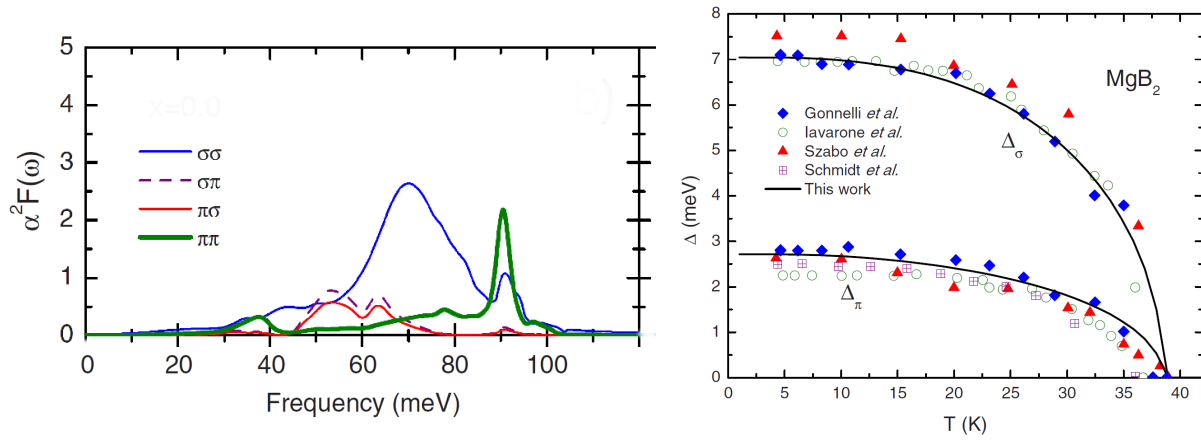 5
4
3
2
1
0
α²F(ω)
x=0.0
b)
σσ
σπ
πσ
ππ
0 20 40 60 80 100
Frequency (meV)
8
7
6
5
4
3
2
1
0
Δ (meV)
MgB₂
Gonnelli et al.
Iavarone et al.
Szabo et al.
Schmidt et al.
This work
Δσ
Δπ
0 5 10 15 20 25 30 35 40
T (K)